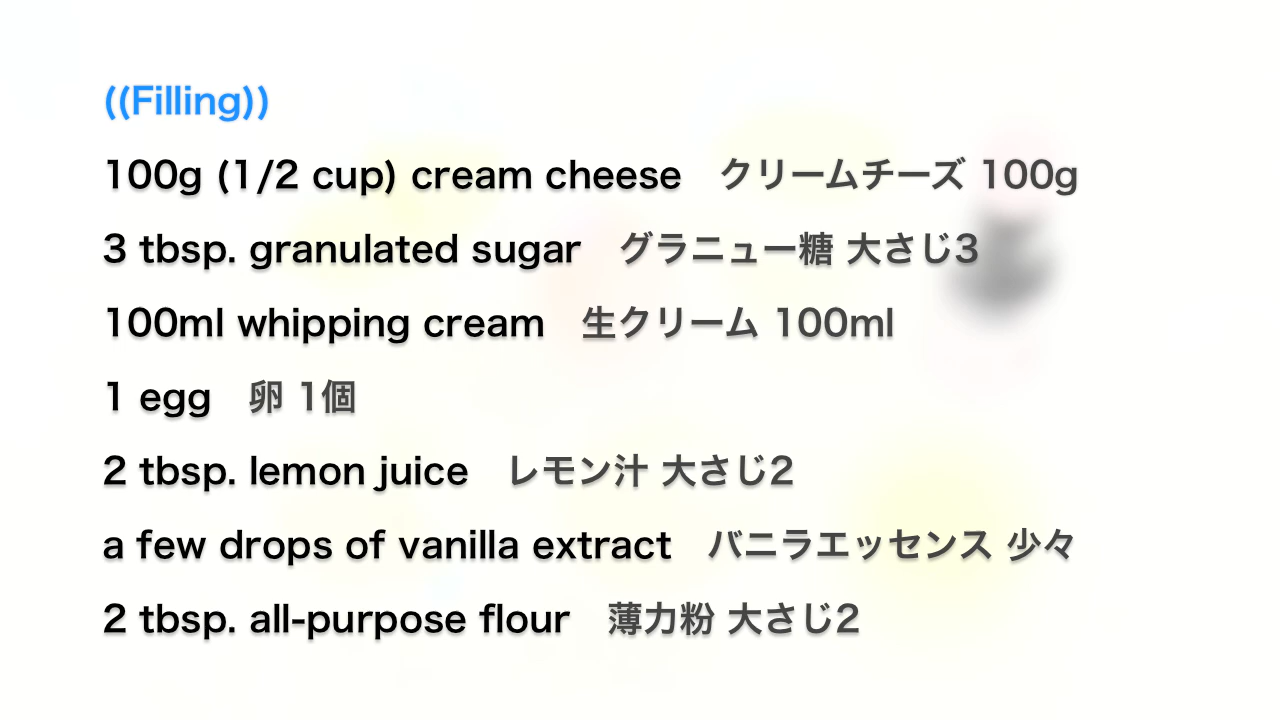 ((Filling))
100g (1/2 cup) cream cheese　クリームチーズ 100g
3 tbsp. granulated sugar　グラニュー糖 大さじ3
100ml whipping cream　生クリーム 100ml
1 egg　卵 1個
2 tbsp. lemon juice　レモン汁 大さじ2
a few drops of vanilla extract　バニラエッセンス 少々
2 tbsp. all-purpose flour　薄力粉 大さじ2